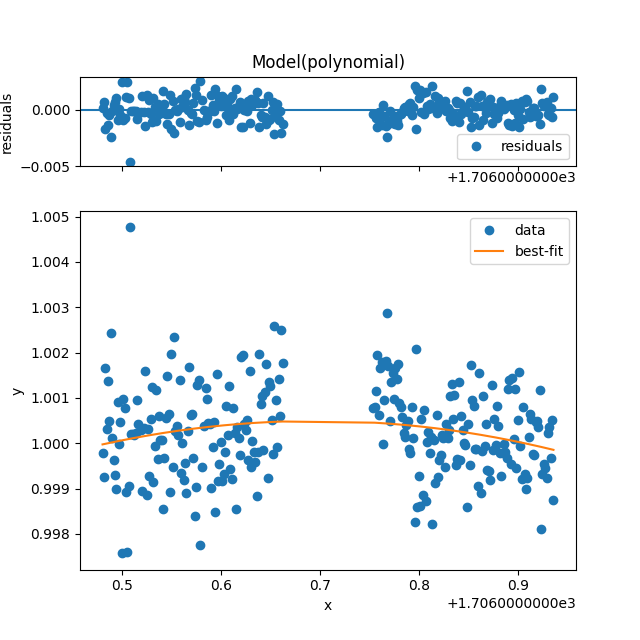 Model(polynomial)
residuals
0.000
−0.005
residuals
+1.7060000000e3
y
1.005
1.004
1.003
1.002
1.001
1.000
0.999
0.998
data
best-fit
0.5 0.6 0.7 0.8 0.9
x
+1.7060000000e3